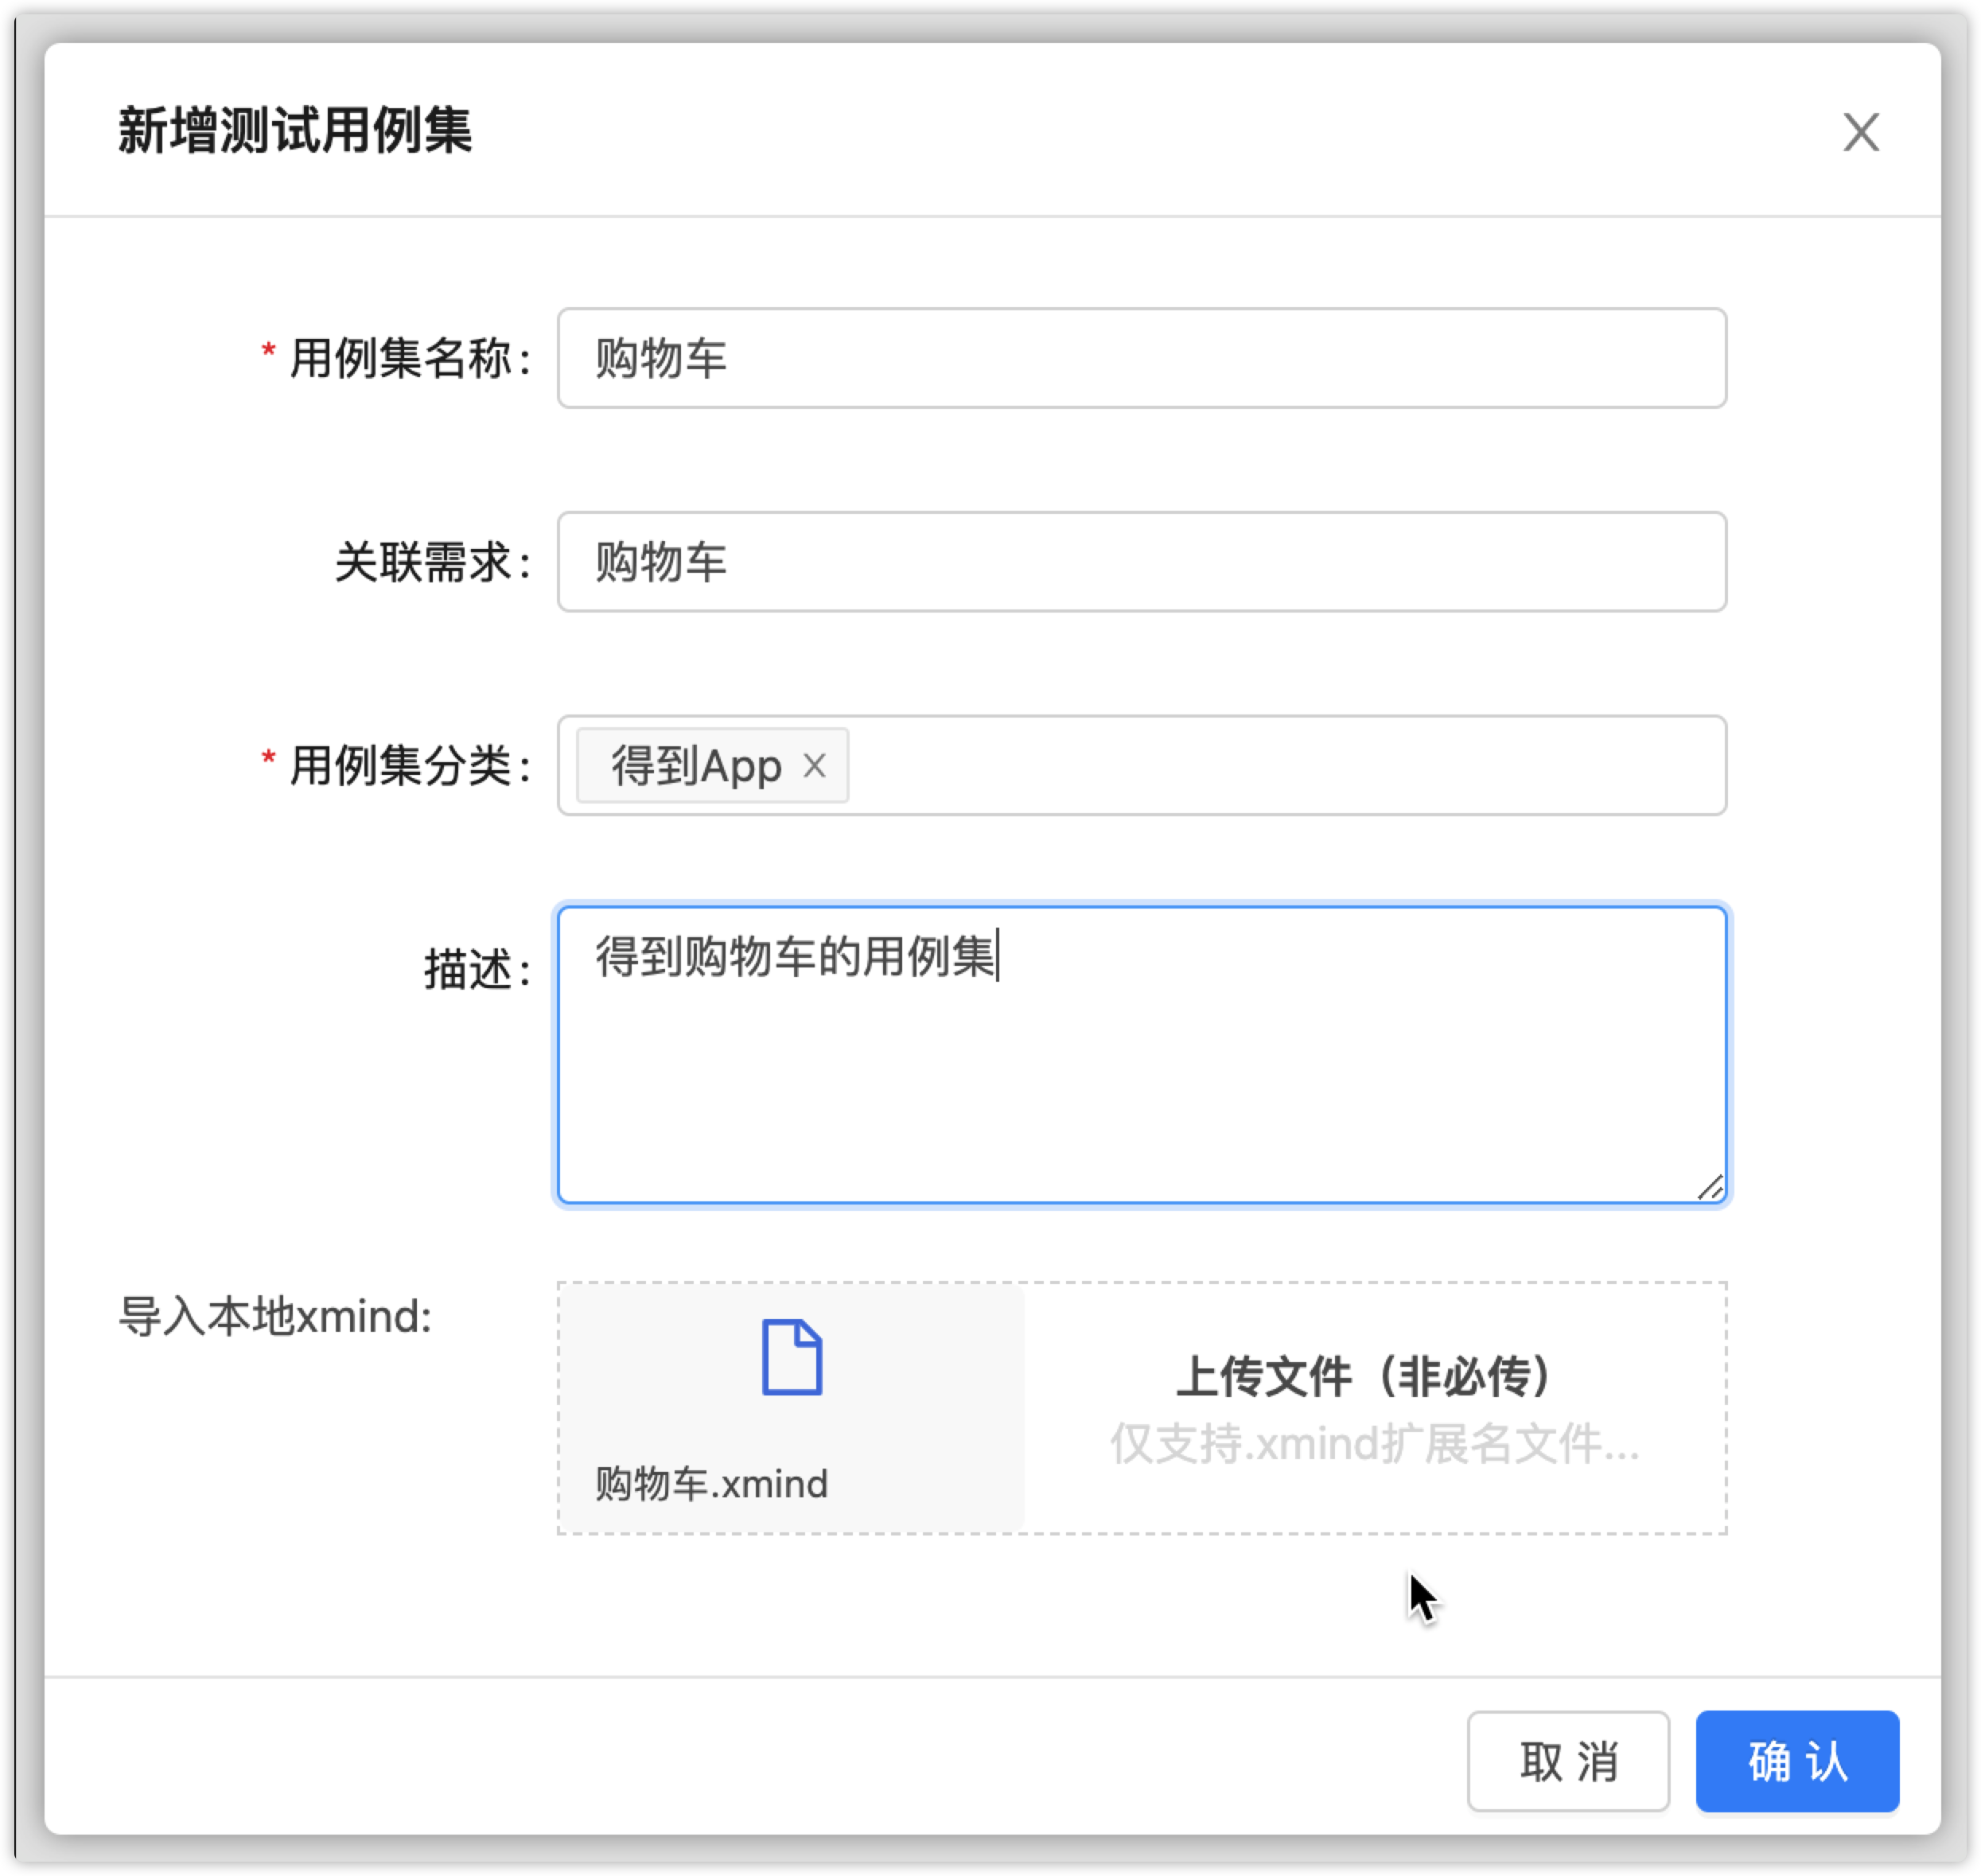 新增测试用例集
* 用例集名称: 购物车
关联需求: 购物车
* 用例集分类: 得到App
描述: 得到购物车的用例集
导入本地xmind:
上传文件（非必传）
仅支持.xmind扩展名文件...
购物车.xmind
取 消 确 认